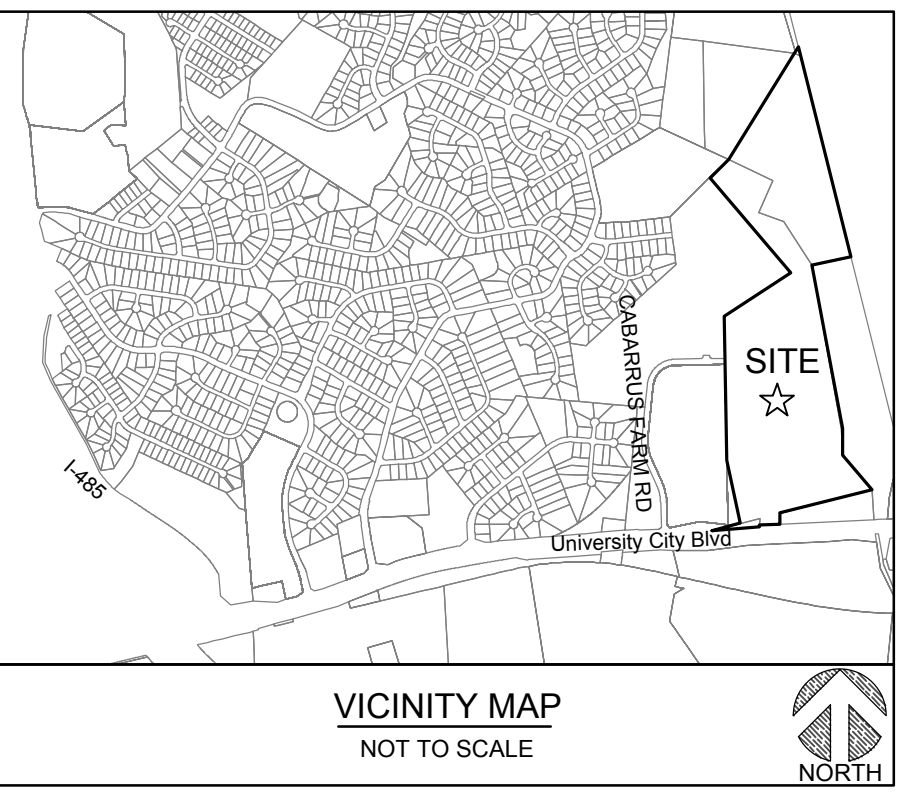 CABARRUS FARM RD
SITE
I-485
University City Blvd
VICINITY MAP
NOT TO SCALE
NORTH